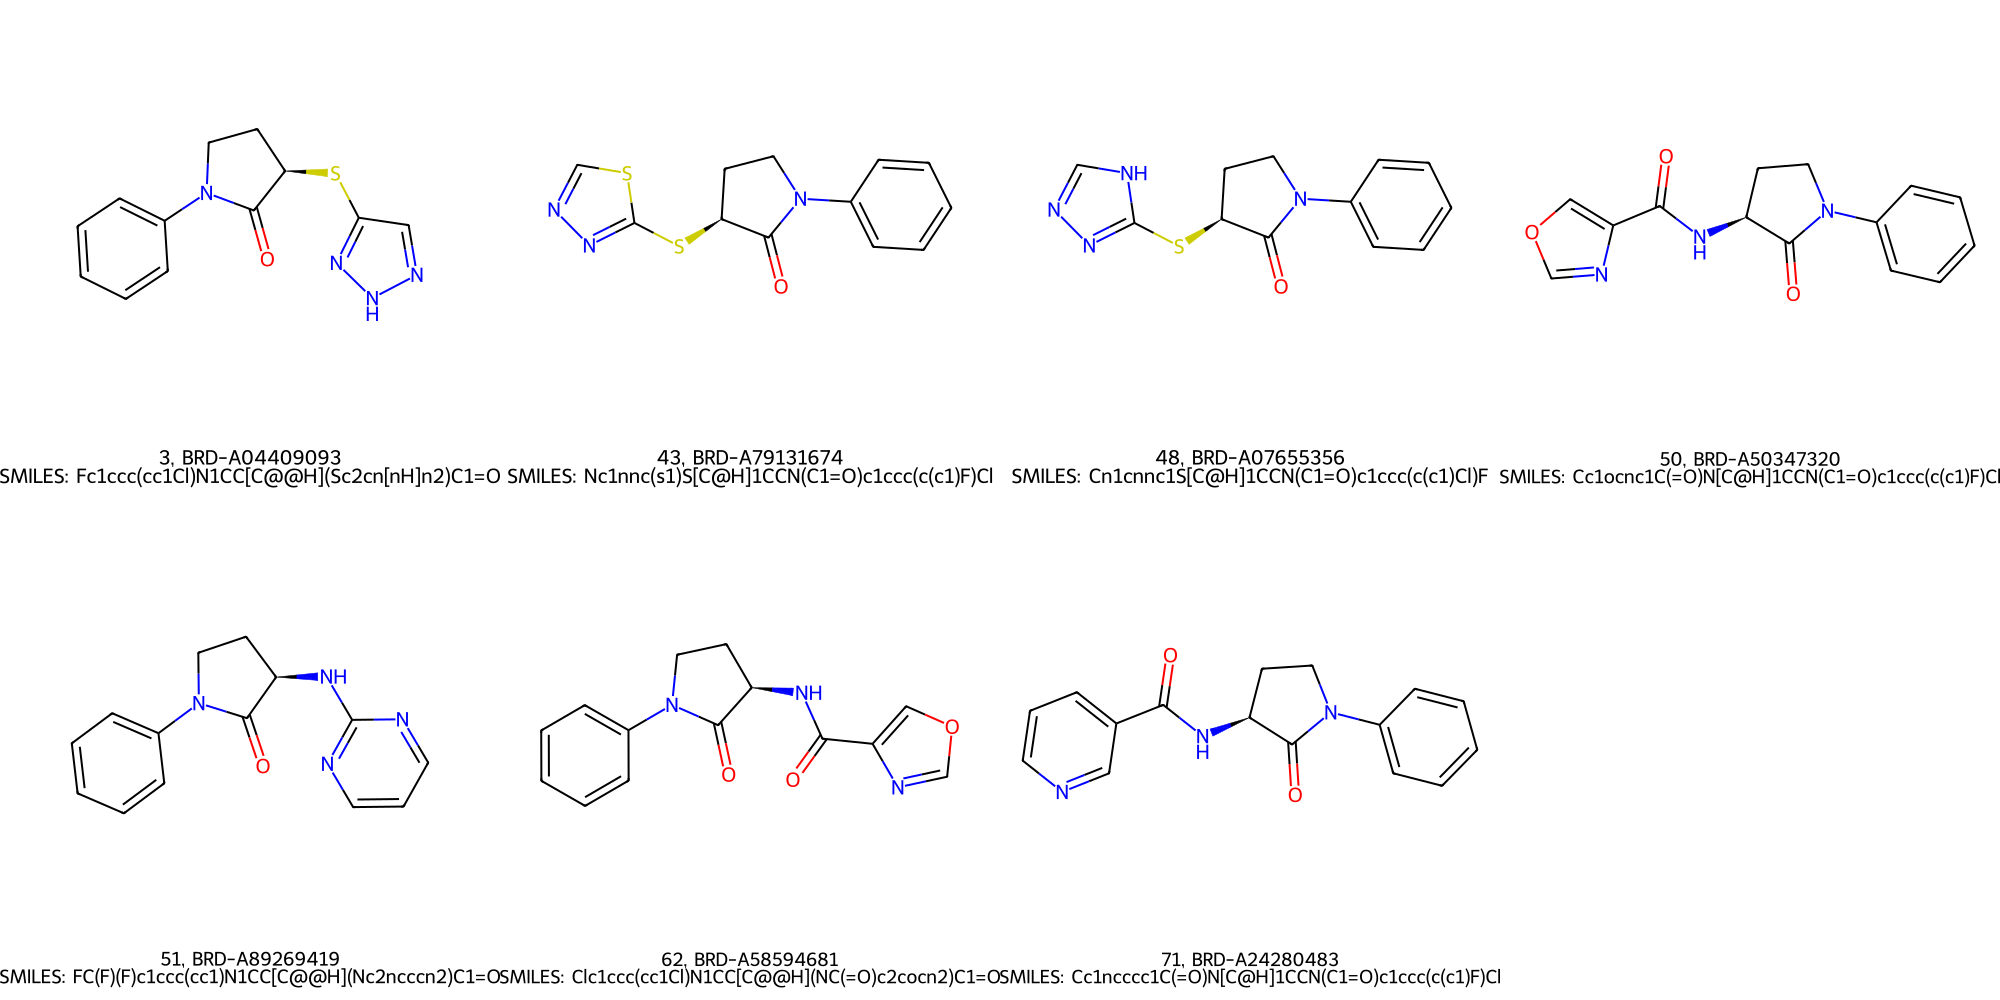 3, BRD-A04409093
SMILES: Fc1ccc(cc1Cl)N1CC[C@@H](Sc2cn[nH]n2)C1=O
43, BRD-A79131674
SMILES: Nc1nnc(s1)S[C@H]1CCN(C1=O)c1ccc(c(c1)F)Cl
48, BRD-A07655356
SMILES: Cn1cnnc1S[C@H]1CCN(C1=O)c1ccc(c(c1)Cl)F
50, BRD-A50347320
SMILES: Cc1ocnc1C(=O)N[C@H]1CCN(C1=O)c1ccc(c(c1)F)Cl
51, BRD-A89269419
SMILES: FC(F)(F)c1ccc(cc1)N1CC[C@@H](Nc2ncccn2)C1=O
62, BRD-A58594681
SMILES: Clc1ccc(cc1Cl)N1CC[C@@H](NC(=O)c2cocn2)C1=O
71, BRD-A24280483
SMILES: Cc1ncccc1C(=O)N[C@H]1CCN(C1=O)c1ccc(c(c1)F)Cl